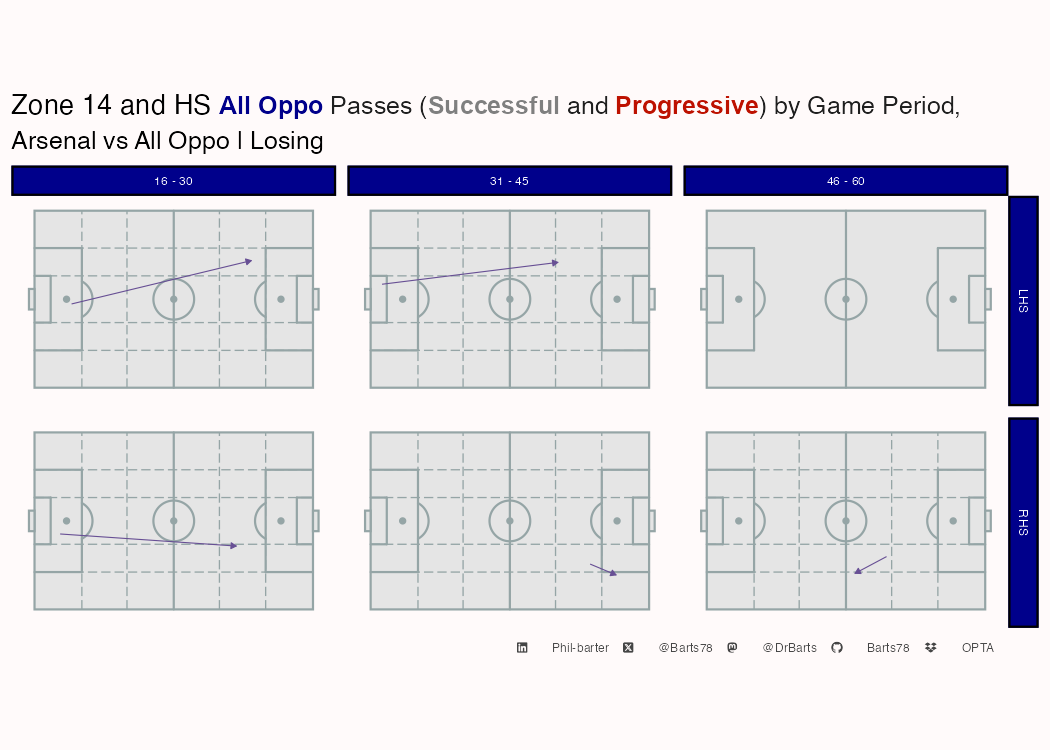 Zone 14 and HS All Oppo Passes (Successful and Progressive) by Game Period,
Arsenal vs All Oppo | Losing
16 - 30 31 - 45 46 - 60
LHS
RHS
Phil-barter @Barts78 @DrBarts Barts78 OPTA